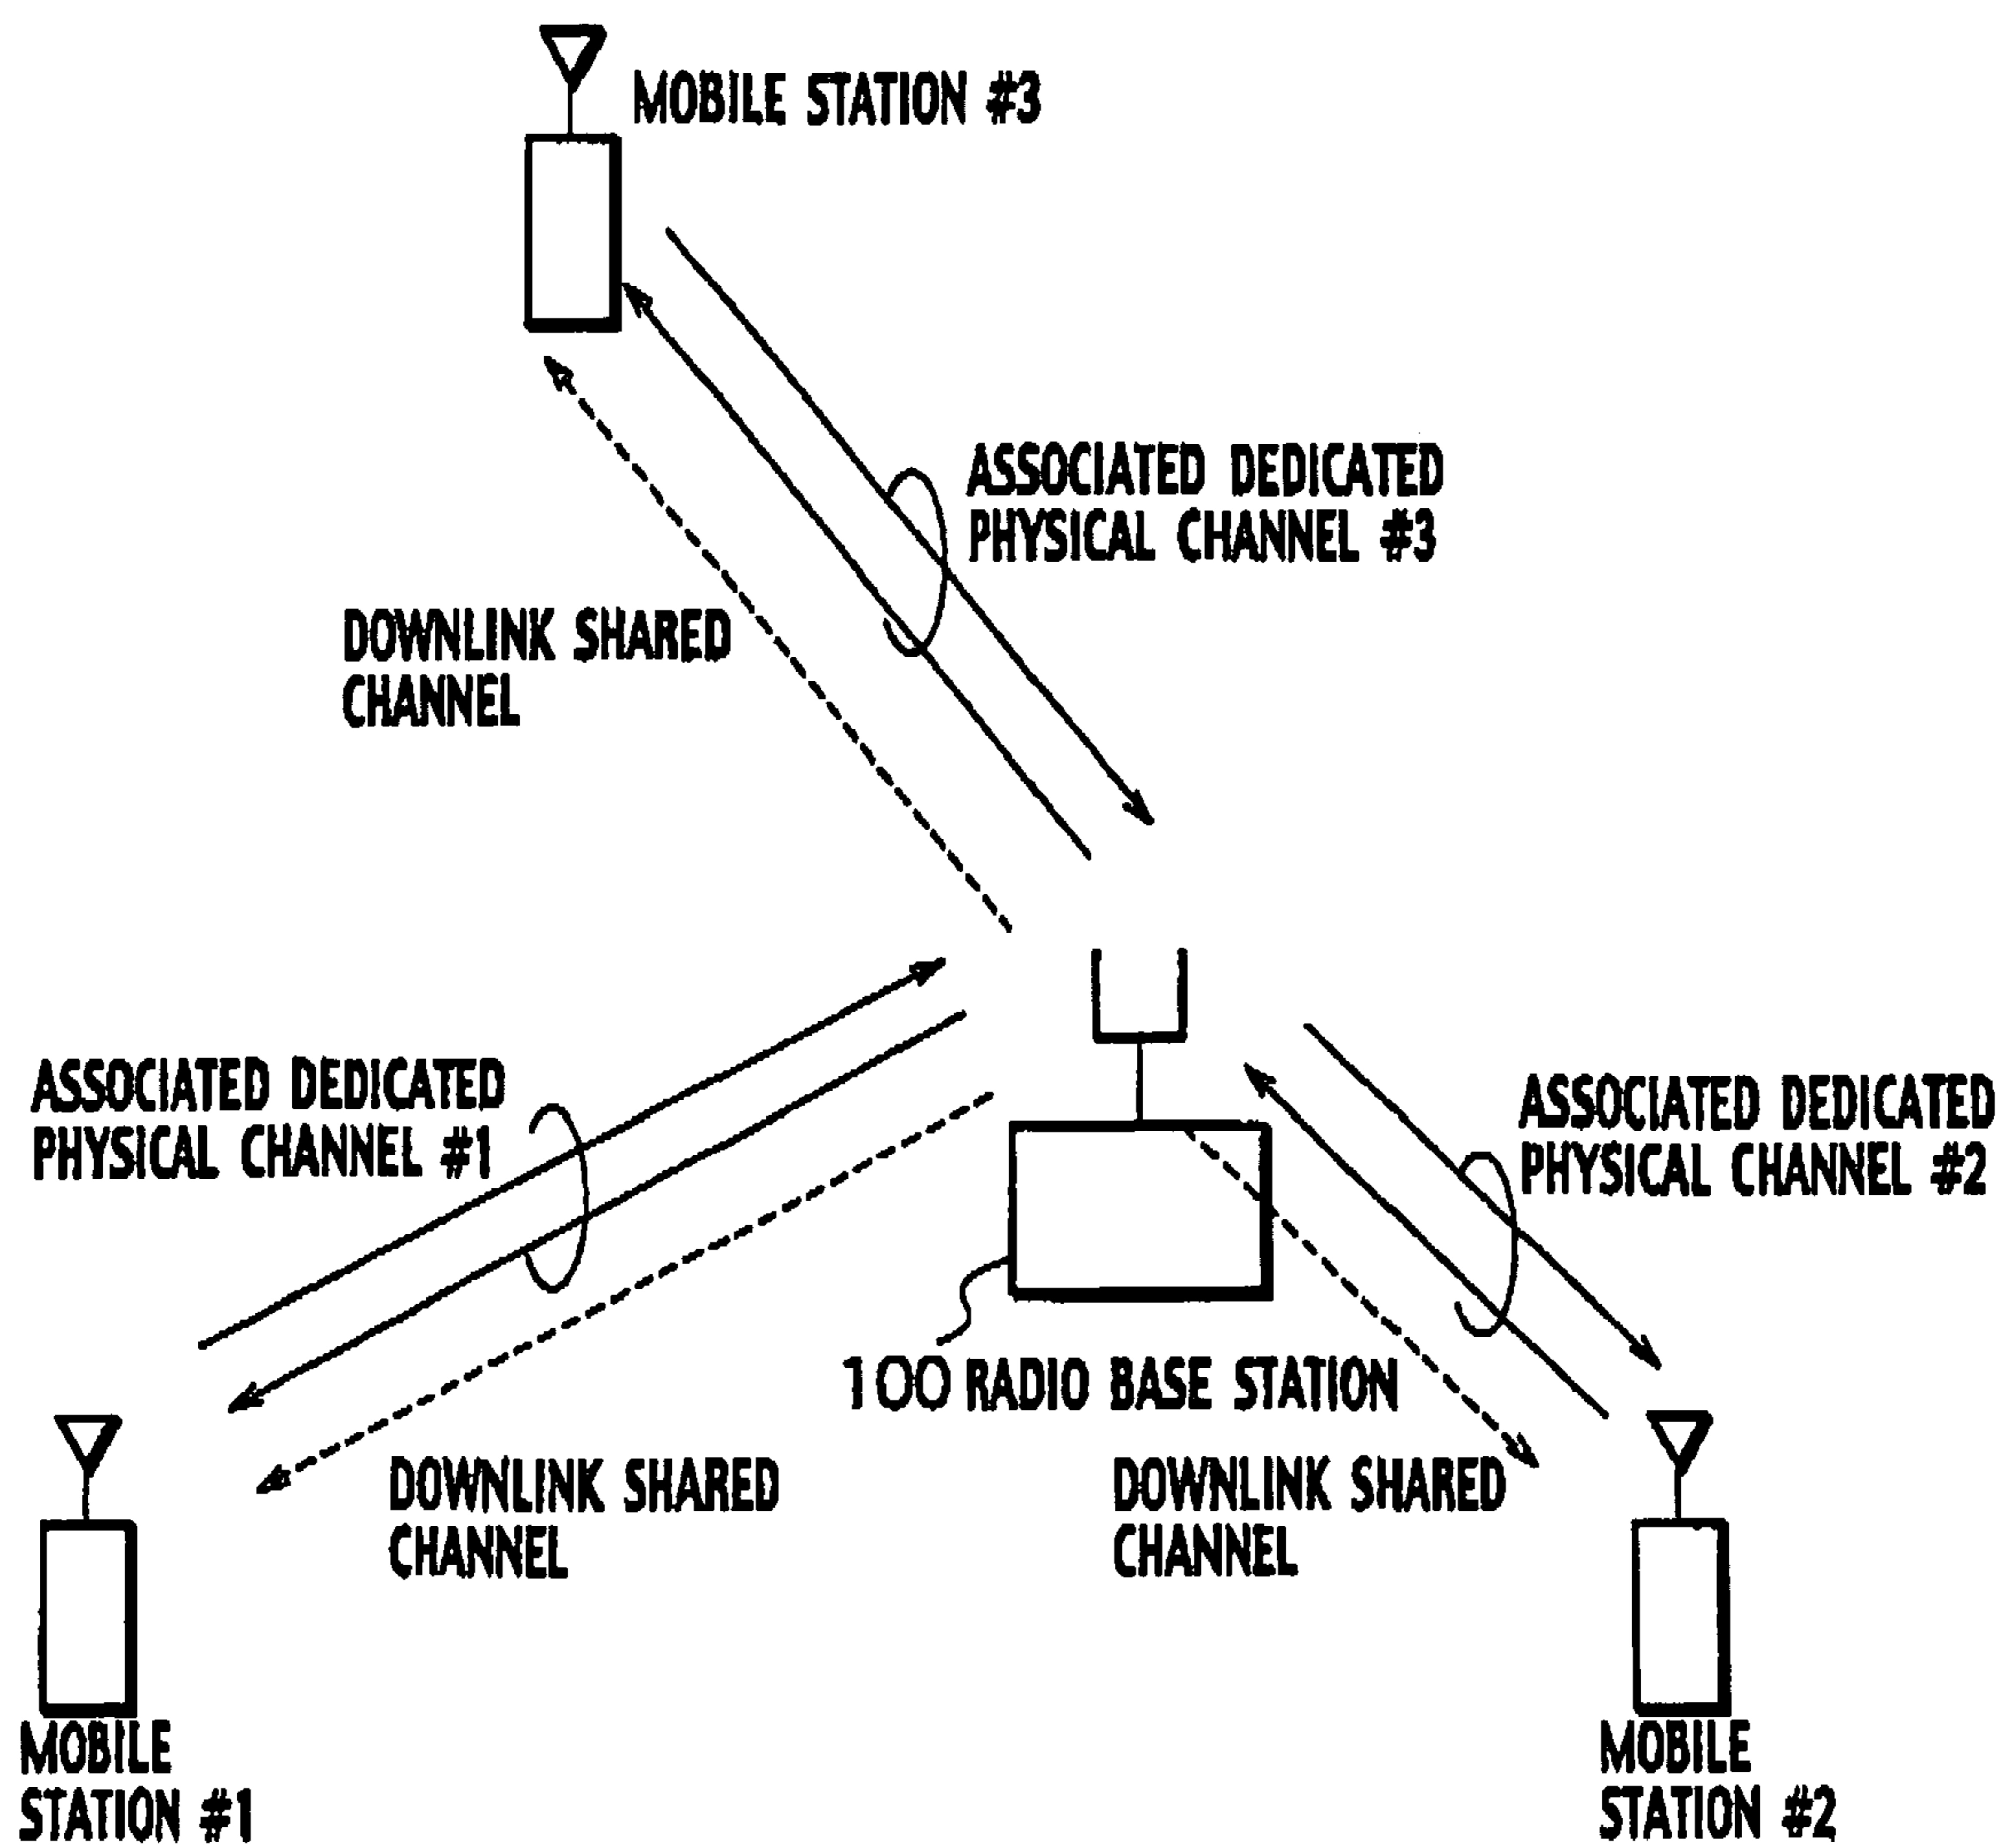 MOBILE STATION #3
ASSOCIATED DEDICATED
PHYSICAL CHANNEL #3
DOWNLINK SHARED
CHANNEL
ASSOCIATED DEDICATED
PHYSICAL CHANNEL #1
ASSOCIATED DEDICATED
PHYSICAL CHANNEL #2
100 RADIO BASE STATION
DOWNLINK SHARED
CHANNEL
DOWNLINK SHARED
CHANNEL
MOBILE
STATION #1
MOBILE
STATION #2